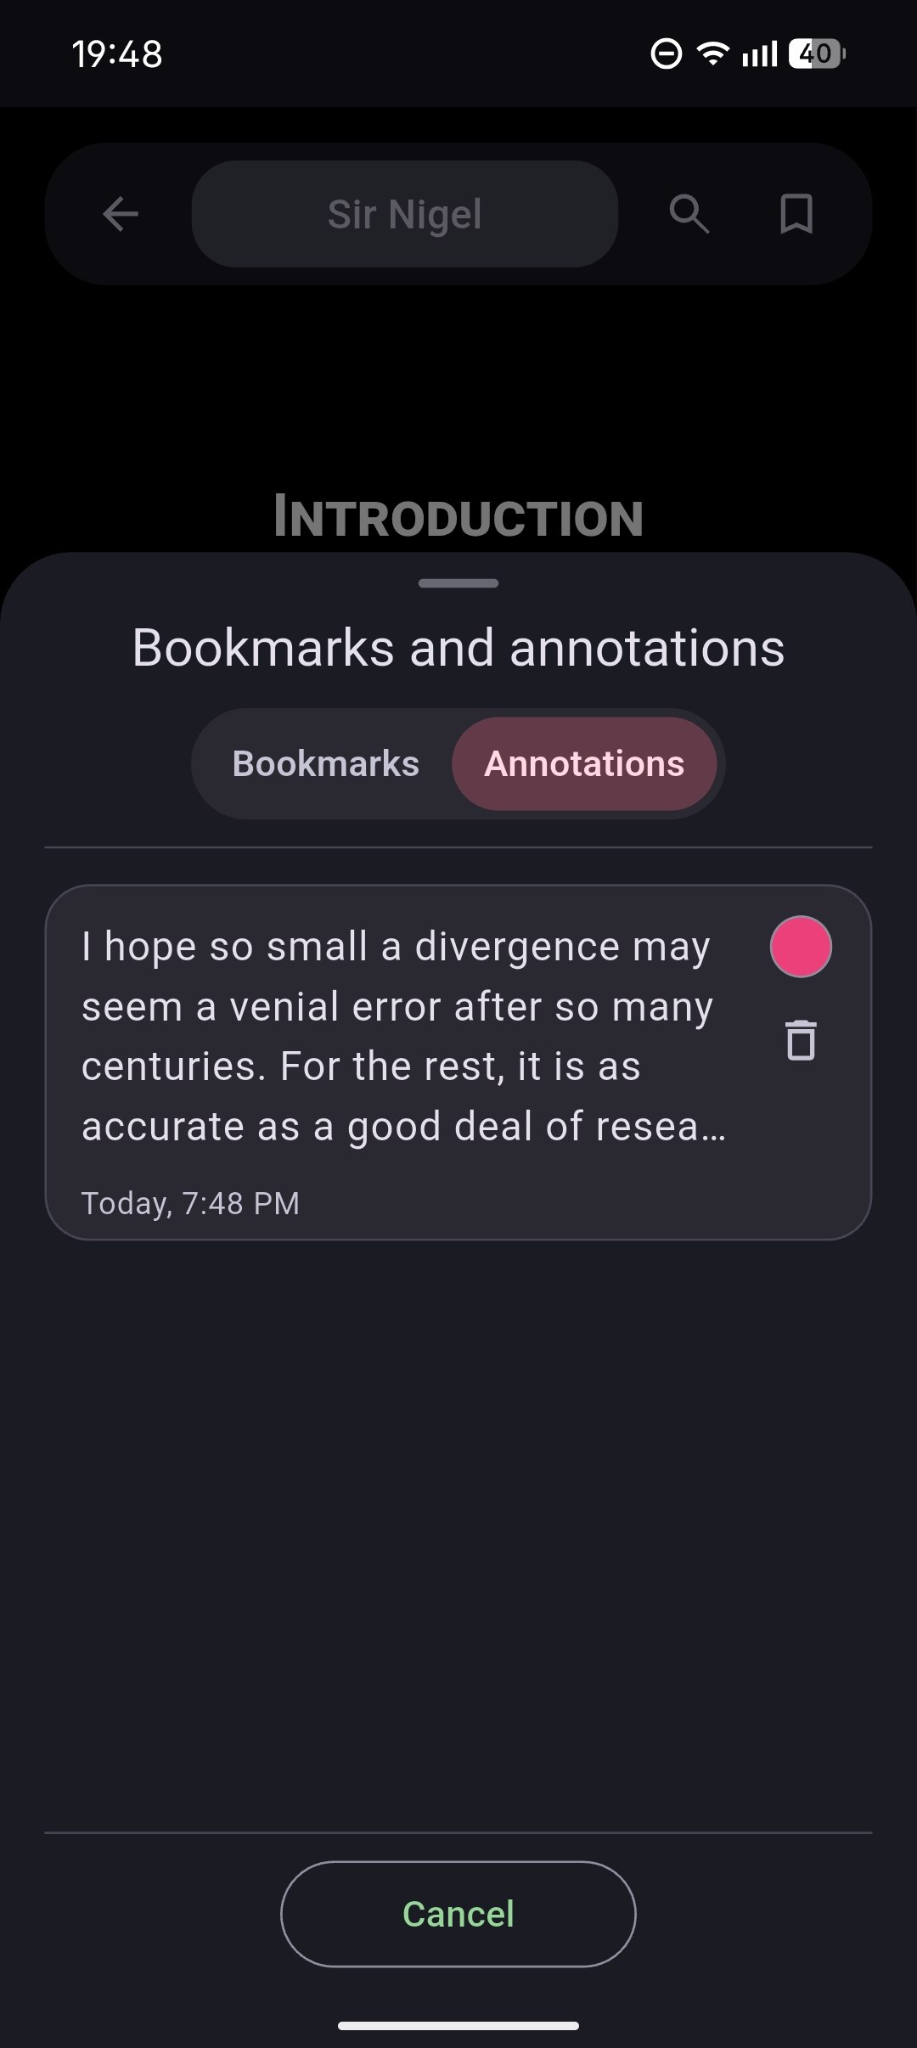 19:48
40
Sir Nigel
INTRODUCTION
Bookmarks and annotations
Bookmarks
Annotations
I hope so small a divergence may
seem a venial error after so many
centuries. For the rest, it is as
accurate as a good deal of resea…
Today, 7:48 PM
Cancel